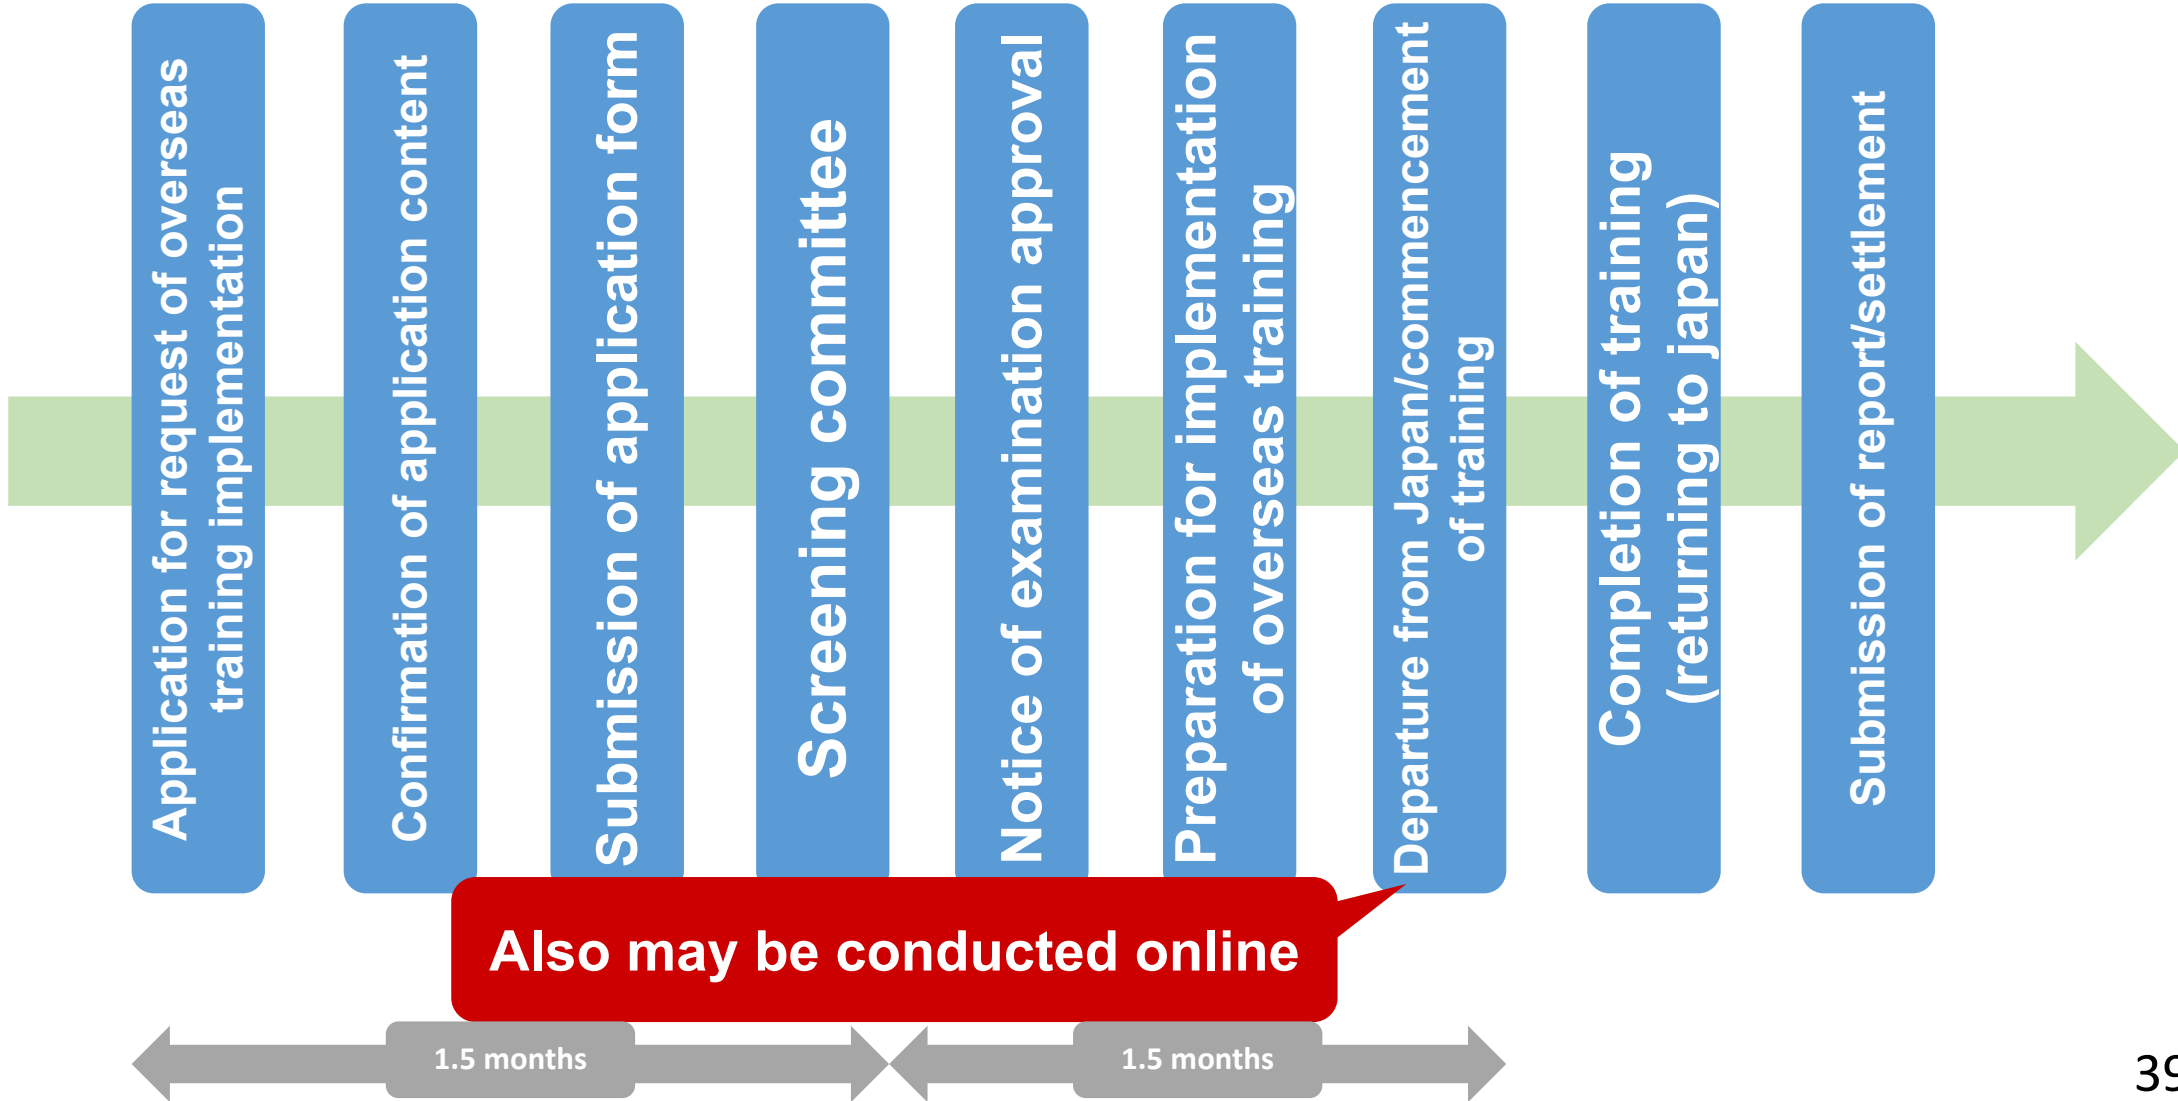 Application for request of overseas
training implementation
Confirmation of application content
Submission of application form
Screening committee
Notice of examination approval
Preparation for implementation
of overseas training
Departure from Japan/commencement
of training
Completion of training
(returning to japan)
Submission of report/settlement
Also may be conducted online
1.5 months
1.5 months
39